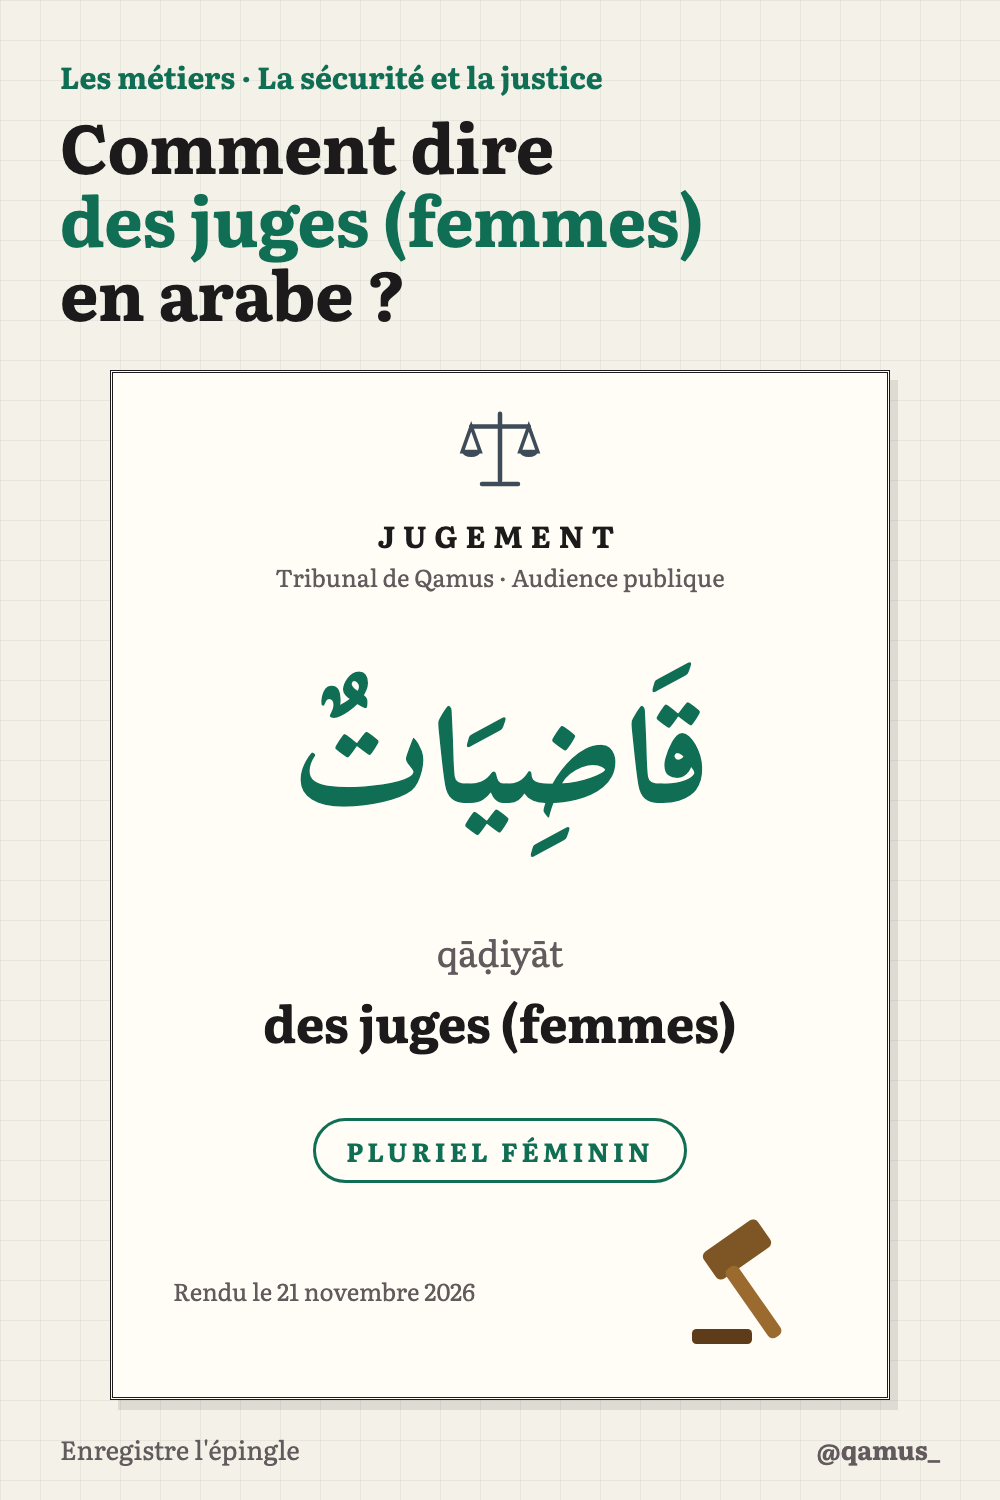 Les métiers · La sécurité et la justice
Comment dire
des juges (femmes)
en arabe ?
JUGEMENT
Tribunal de Qamus · Audience publique
قَاضِيَاتٌ
qāḍiyāt
des juges (femmes)
PLURIEL FÉMININ
Rendu le 21 novembre 2026
Enregistre l'épingle
@qamus_